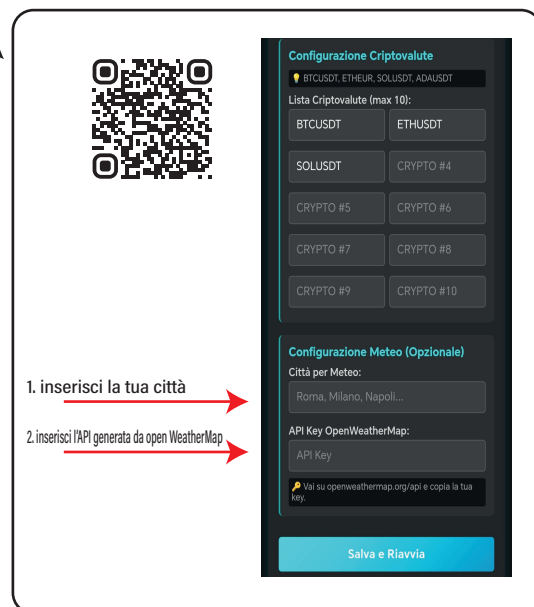 Configurazione Criptovalute
💡 BTCUSDT, ETHEUR, SOLUSDT, ADAUSDT
Lista Criptovalute (max 10):
BTCUSDT
ETHUSDT
SOLUSDT
CRYPTO #4
CRYPTO #5
CRYPTO #6
CRYPTO #7
CRYPTO #8
CRYPTO #9
CRYPTO #10
Configurazione Meteo (Opzionale)
Città per Meteo:
1. inserisci la tua città
Roma, Milano, Napoli...
API Key OpenWeatherMap:
2. inserisci l'API generata da open WeatherMap
API Key
🔑 Vai su openweathermap.org/api e copia la tua
key.
Salva e Riavvia